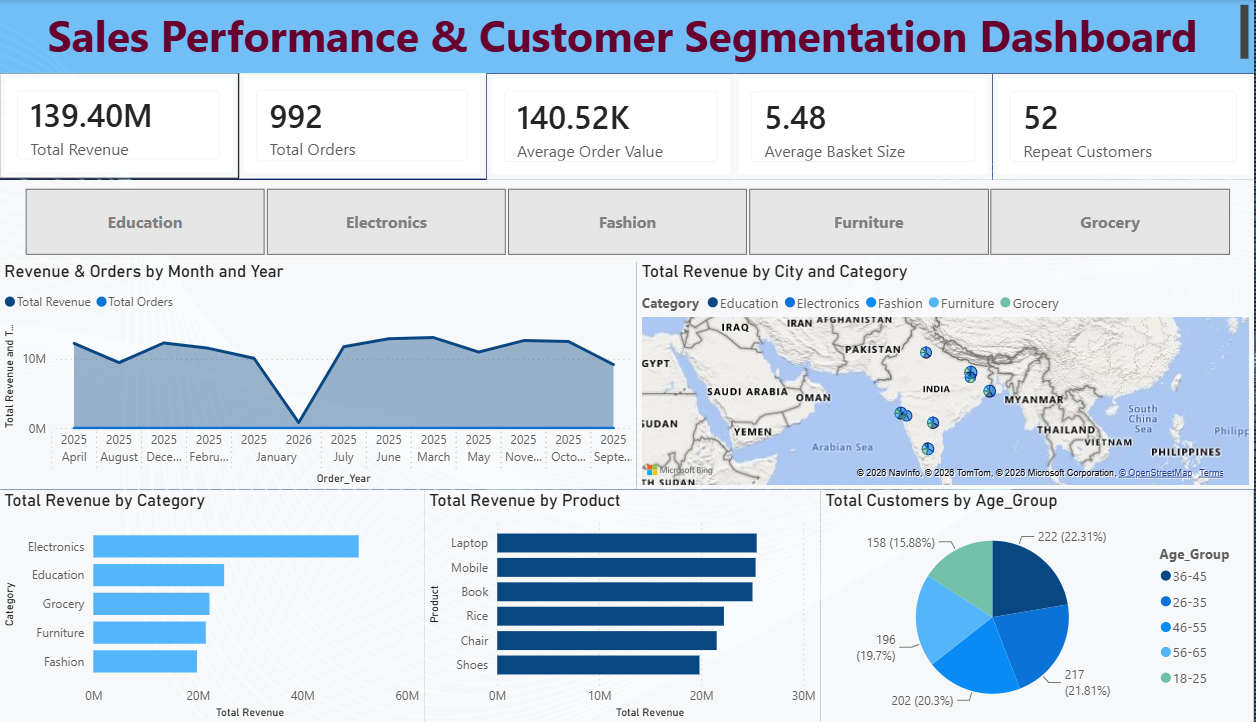 Sales Performance & Customer Segmentation Dashboard
139.40M
Total Revenue
992
Total Orders
140.52K
Average Order Value
5.48
Average Basket Size
52
Repeat Customers
Education
Electronics
Fashion
Furniture
Grocery
Revenue & Orders by Month and Year
Total Revenue
Total Orders
Total Revenue and T...
10M
0M
2025 2025 2025 2025 2025 2026 2025 2025 2025 2025 2025 2025 2025
April August Dece... Febru... January July June March May Nove... Octo... Septe...
Order_Year
Total Revenue by City and Category
Category Education Electronics Fashion Furniture Grocery
IRAQ
IRAN
AFGHANISTAN
PAKISTAN
GYPT
SAUDI ARABIA
OMAN
INDIA
MYANMAR
SUDAN
YEMEN
Arabian Sea
THAILAND
VIETNAM
South
China
Sea
Philipp
PHILIPPINES
TH SUDAN
Microsoft Bing
© 2026 NavInfo, © 2026 TomTom, © 2026 Microsoft Corporation, © OpenStreetMap Terms
Total Revenue by Category
Category
Electronics
Education
Grocery
Furniture
Fashion
0M 20M 40M 60M
Total Revenue
Total Revenue by Product
Product
Laptop
Mobile
Book
Rice
Chair
Shoes
0M 10M 20M 30M
Total Revenue
Total Customers by Age_Group
158 (15.88%)
222 (22.31%)
196
(19.7%)
217
(21.81%)
202 (20.3%)
Age_Group
36-45
26-35
46-55
56-65
18-25